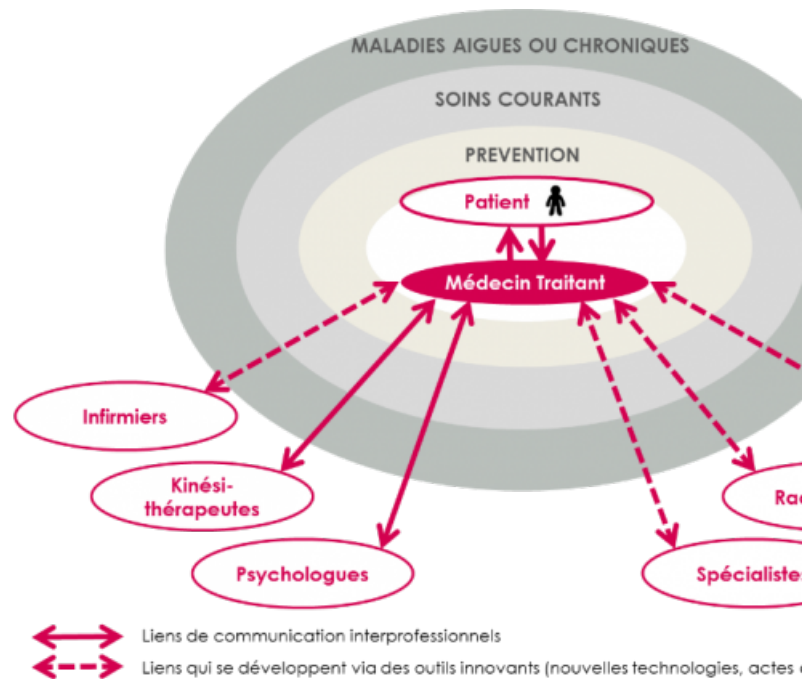 MALADIES AIGUES OU CHRONIQUES
SOINS COURANTS
PREVENTION
Patient
Médecin Traitant
Infirmiers
Kinési-
thérapeutes
Psychologues
Spécialistes
Liens de communication interprofessionnels
Liens qui se développent via des outils innovants (nouvelles technologies, actes